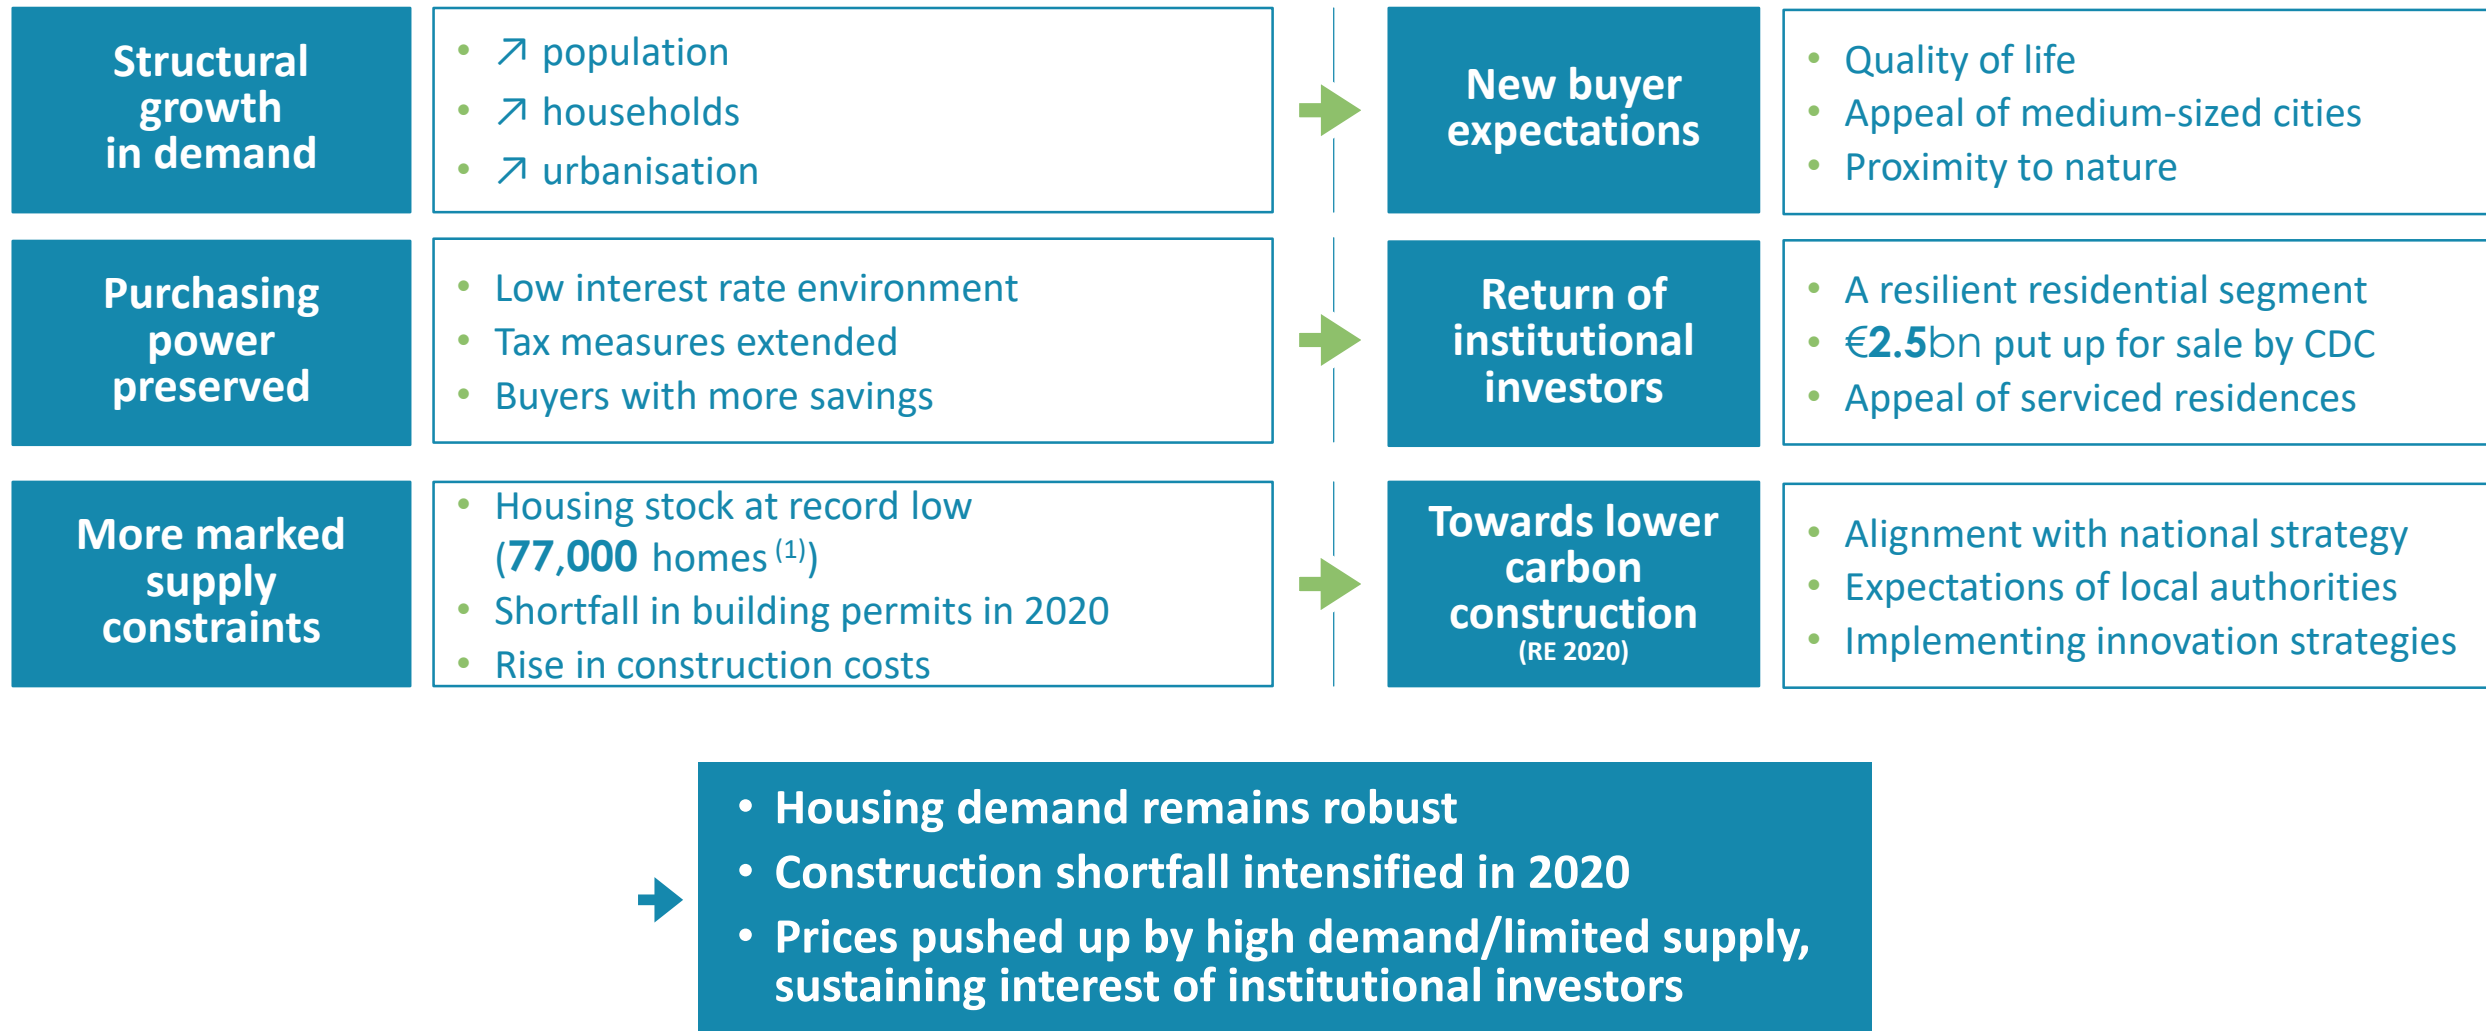 Structural
growth
in demand
• ↗ population
• ↗ households
• ↗ urbanisation
New buyer
expectations
• Quality of life
• Appeal of medium-sized cities
• Proximity to nature
Purchasing
power
preserved
• Low interest rate environment
• Tax measures extended
• Buyers with more savings
Return of
institutional
investors
• A resilient residential segment
• €2.5bn put up for sale by CDC
• Appeal of serviced residences
More marked
supply
constraints
• Housing stock at record low
(77,000 homes (1))
• Shortfall in building permits in 2020
• Rise in construction costs
Towards lower
carbon
construction
(RE 2020)
• Alignment with national strategy
• Expectations of local authorities
• Implementing innovation strategies
• Housing demand remains robust
• Construction shortfall intensified in 2020
• Prices pushed up by high demand/limited supply,
sustaining interest of institutional investors